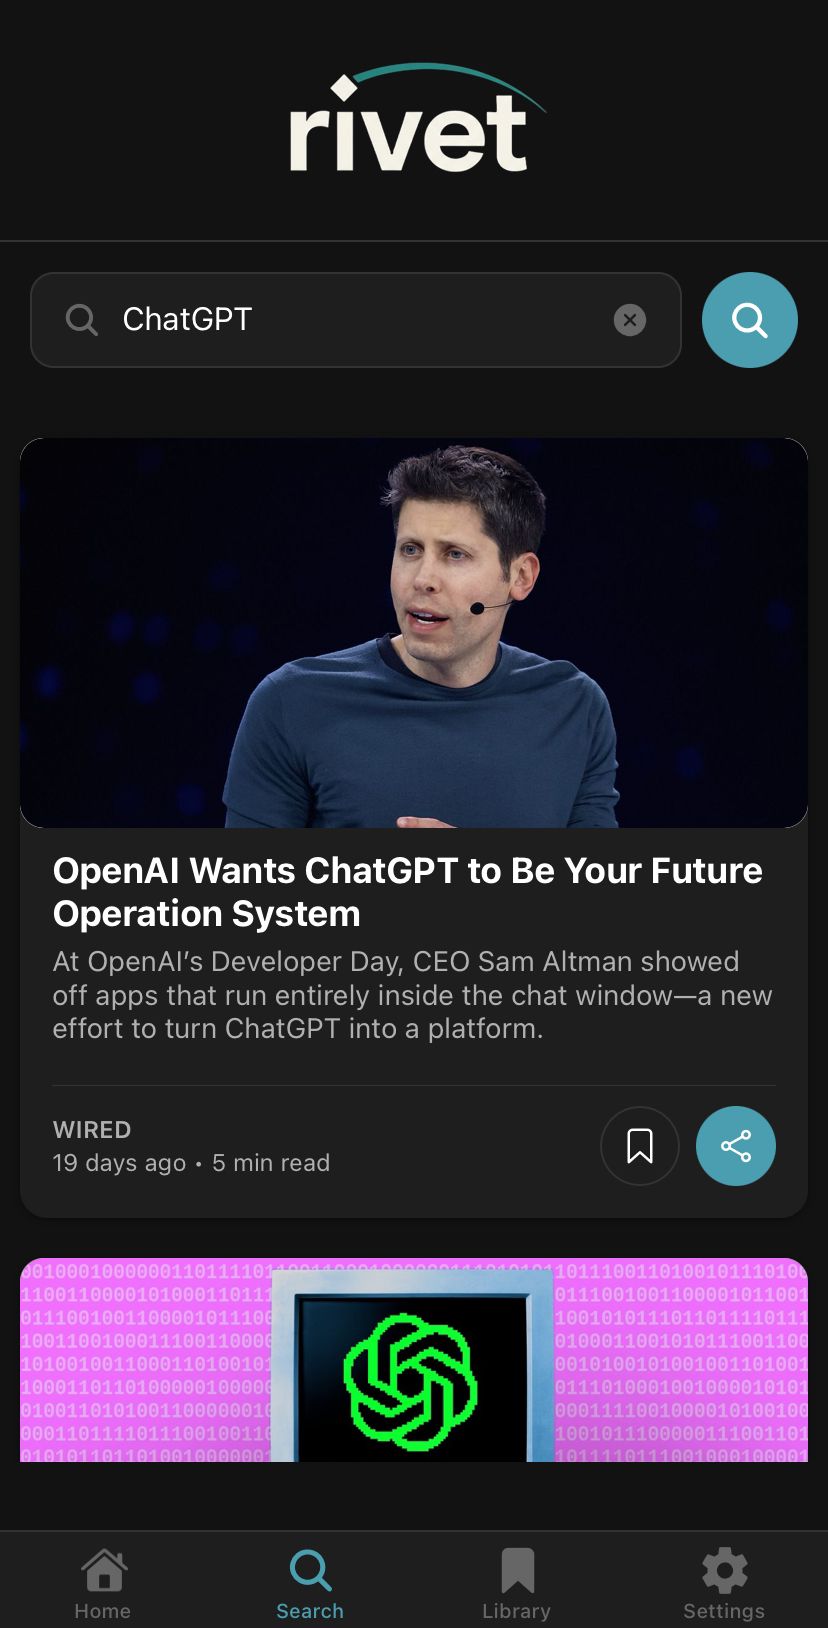 rivet
ChatGPT
OpenAI Wants ChatGPT to Be Your Future
Operation System
At OpenAI’s Developer Day, CEO Sam Altman showed
off apps that run entirely inside the chat window—a new
effort to turn ChatGPT into a platform.
WIRED
19 days ago • 5 min read
Home
Search
Library
Settings